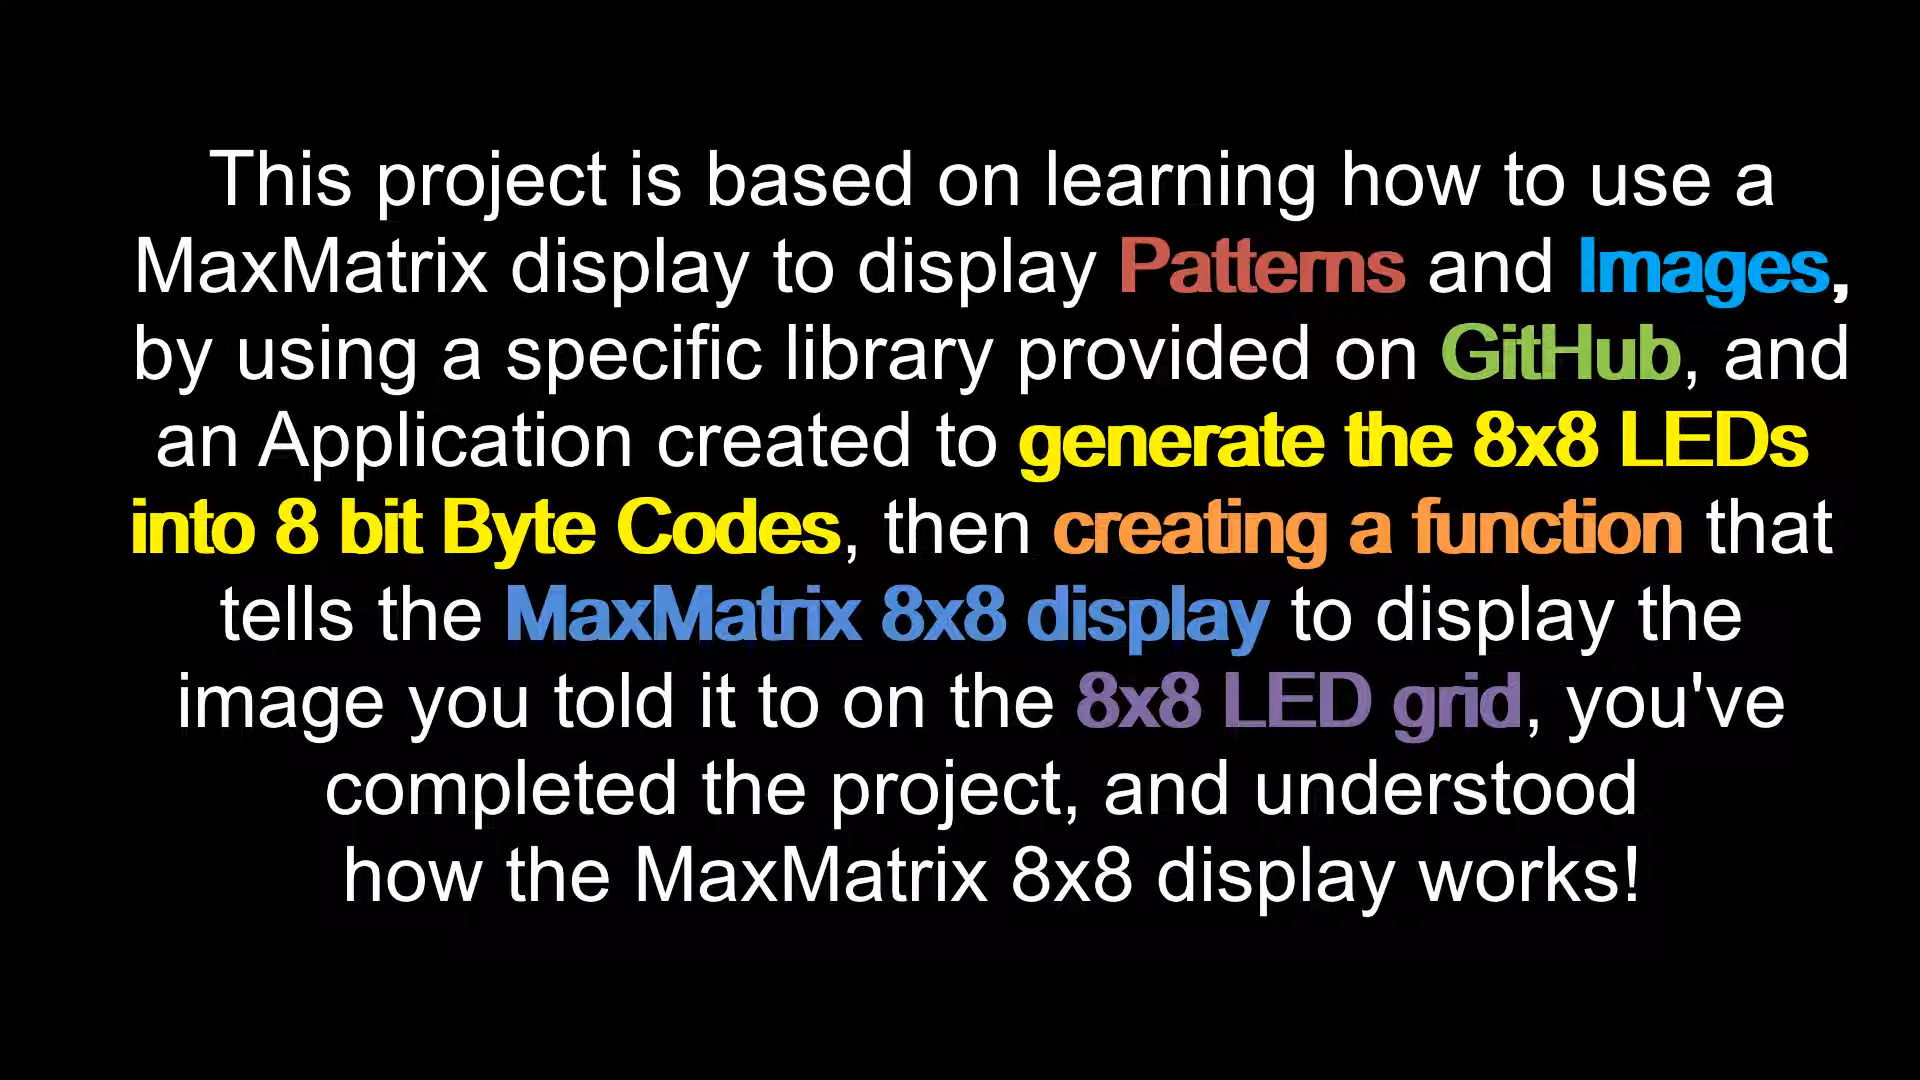 This project is based on learning how to use a
MaxMatrix display to display Patterns and Images,
by using a specific library provided on GitHub, and
an Application created to generate the 8x8 LEDs
into 8 bit Byte Codes, then creating a function that
tells the MaxMatrix 8x8 display to display the
image you told it to on the 8x8 LED grid, you've
completed the project, and understood
how the MaxMatrix 8x8 display works!